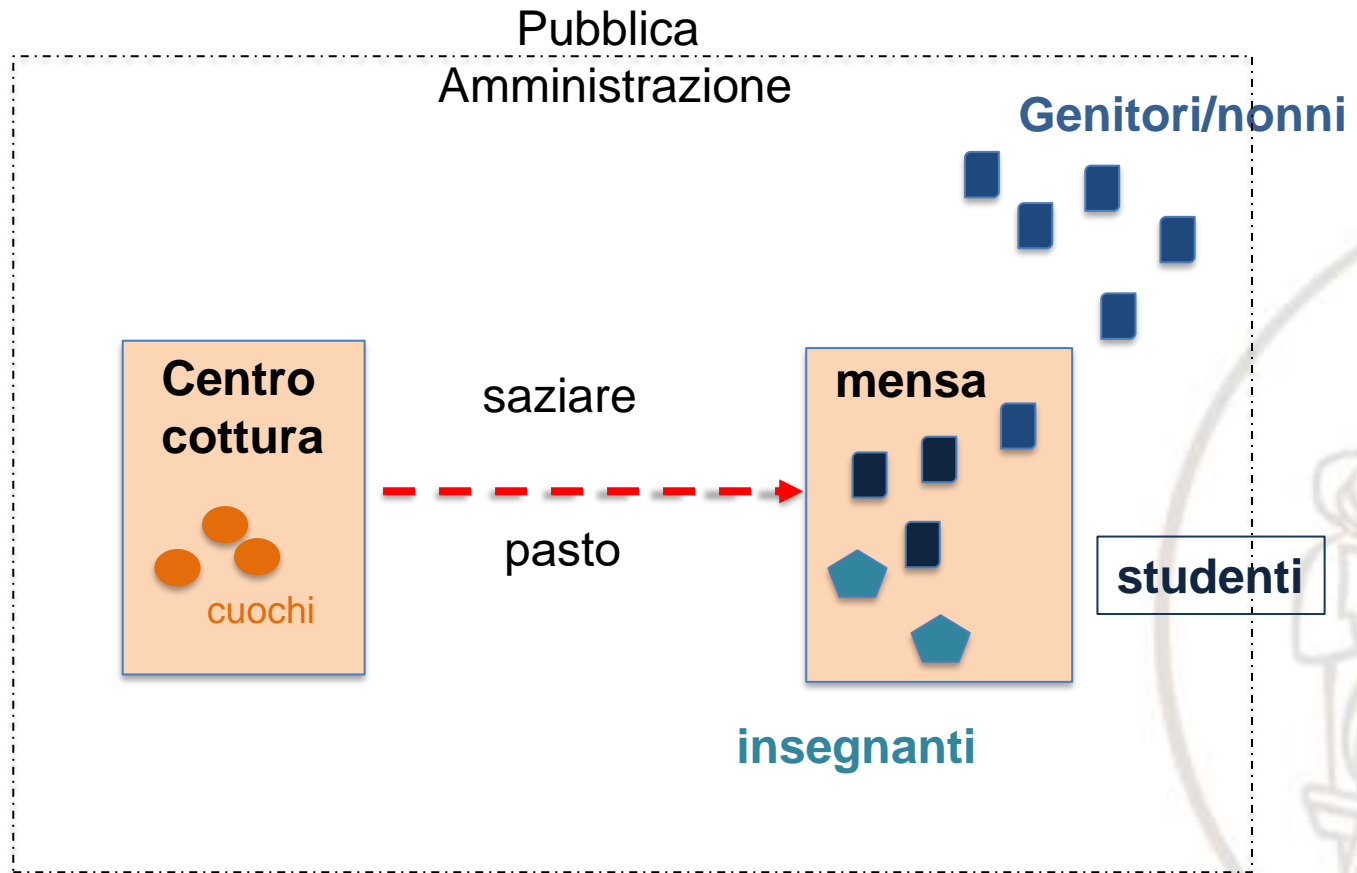 Pubblica
Amministrazione
Genitori/nonni
Centro
cottura
cuochi
saziare
pasto
mensa
studenti
insegnanti